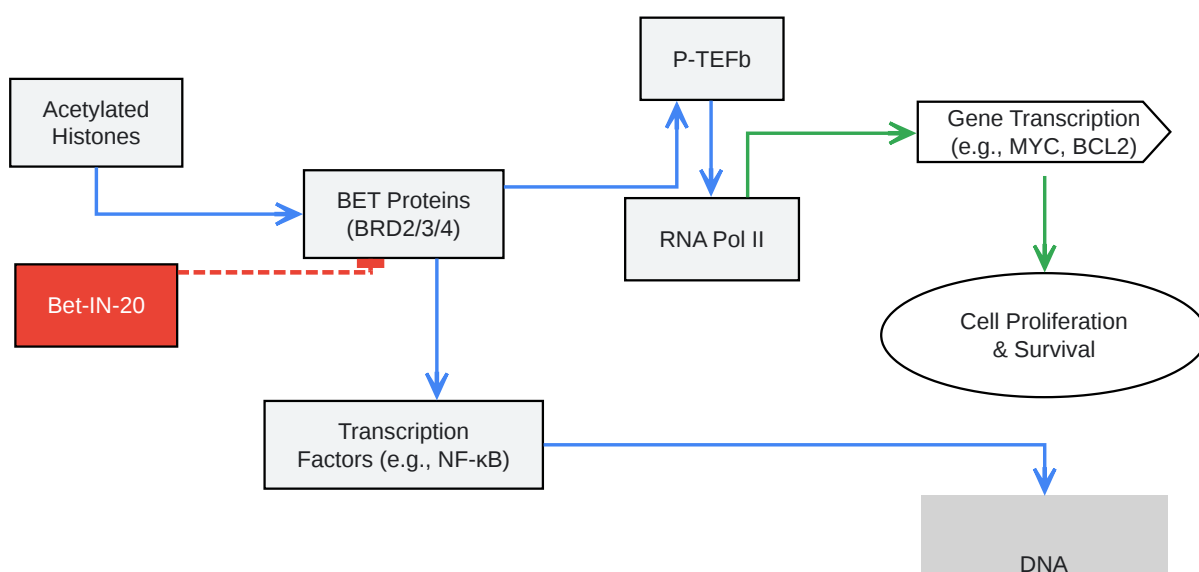 P-TEFb
Acetylated
Histones
Gene Transcription
(e.g., MYC, BCL2)
BET Proteins
(BRD2/3/4)
RNA Pol II
Bet-IN-20
Cell Proliferation
& Survival
Transcription
Factors (e.g., NF-κB)
DNA